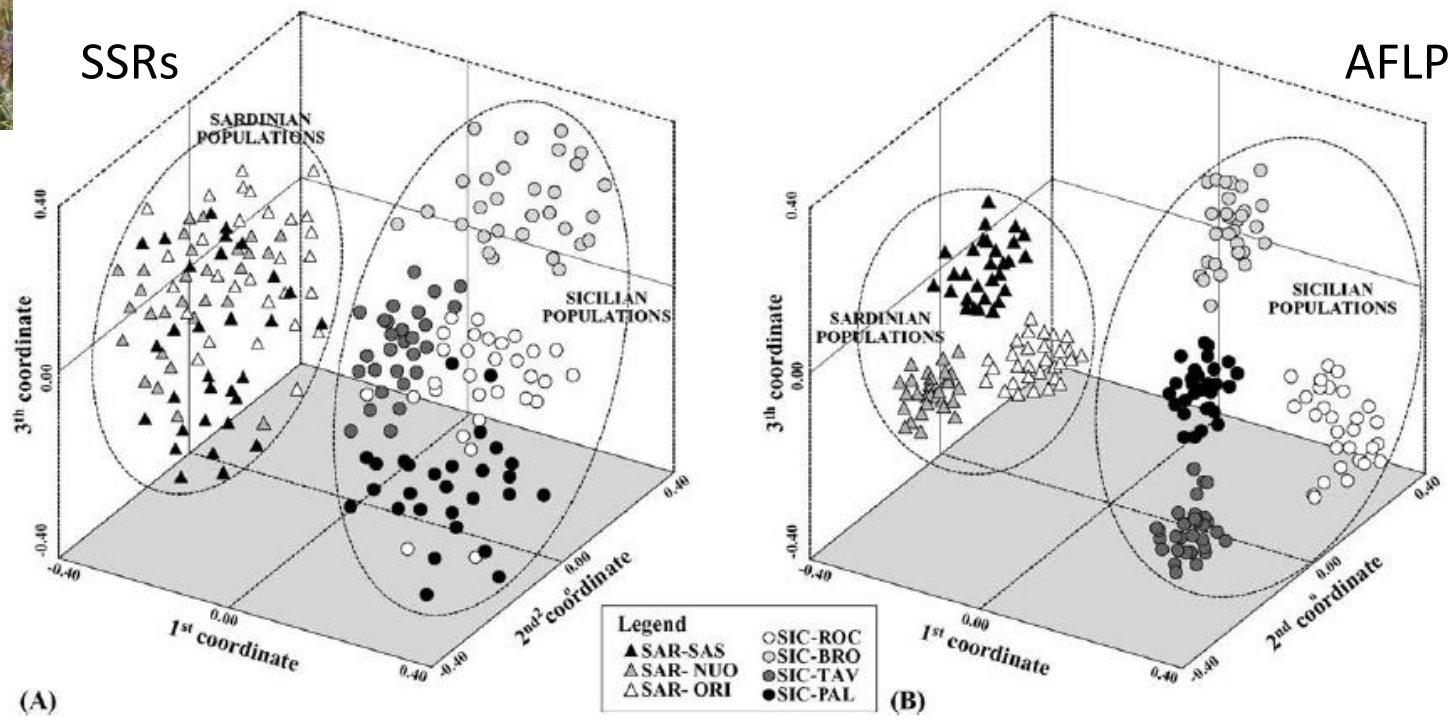 SSRs
SARDINIAN
POPULATIONS
SICILIAN
POPULATIONS
0.40
0.00
-0.40
3th coordinate
-0.40
0.00
0.40
1st coordinate
-0.40
0.00
0.40
2nd2 coordinate
(A)
AFLP
SARDINIAN
POPULATIONS
SICILIAN
POPULATIONS
0.40
0.00
-0.40
3th coordinate
-0.40
0.00
0.40
1st coordinate
-0.40
0.00
0.40
2nd coordinate
(B)
Legend
SAR-SAS
SAR- NUO
SAR- ORI
SIC-ROC
SIC-BRO
SIC-TAV
SIC-PAL